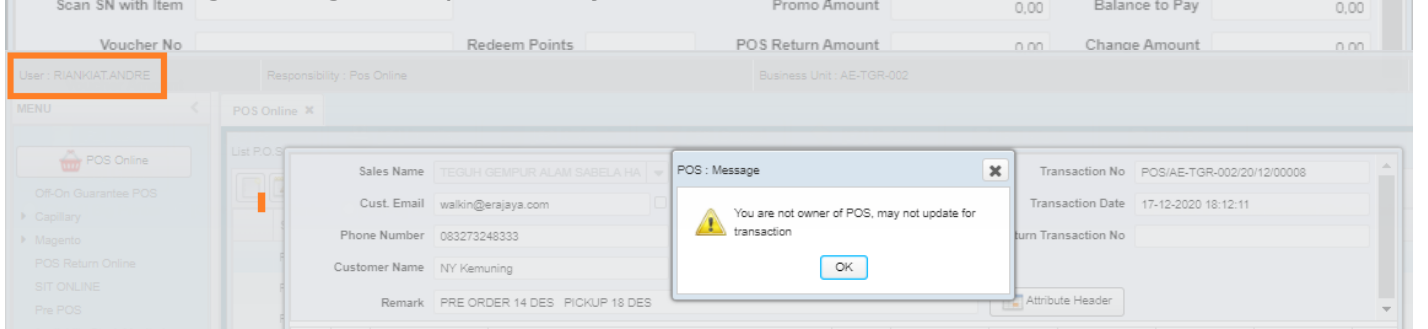 Scan SN with Item
Promo Amount
0,00
Balance to Pay
0,00
Voucher No
Redeem Points
POS Return Amount
0,00
Change Amount
0,00
User : RIANKIAT.ANDRE
Responsibility : Pos Online
Business Unit : AE-TGR-002
MENU
POS Online
List P.O.S
POS Online
Off-On Guarantee POS
Capillary
Magento
POS Return Online
SIT ONLINE
Pre POS
Sales Name
TEGUH GEMPUR ALAM SABELA HA
Cust. Email
walkin@erajaya.com
Phone Number
083273248333
Customer Name
NY Kemuning
Remark
PRE ORDER 14 DES PICKUP 18 DES
POS : Message
You are not owner of POS, may not update for
transaction
OK
Transaction No
POS/AE-TGR-002/20/12/00008
Transaction Date
17-12-2020 18:12:11
turn Transaction No
Attribute Header